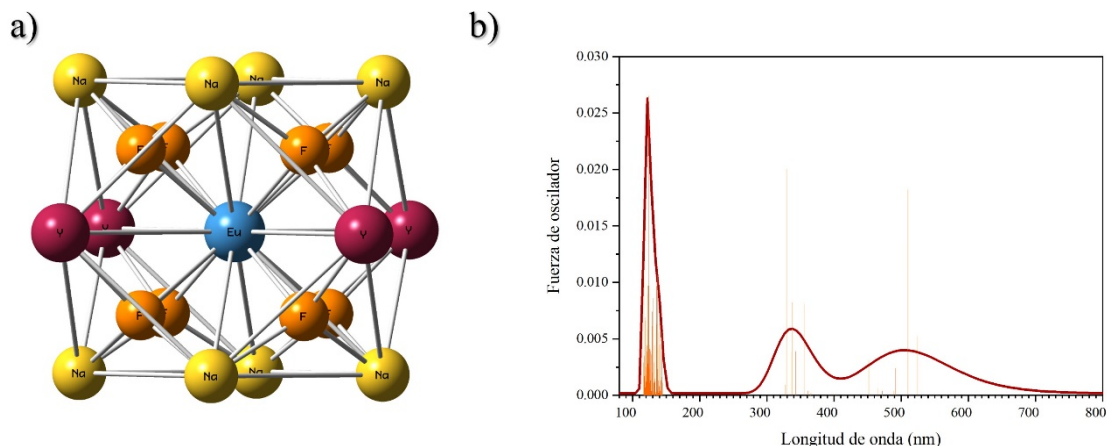 a)
b)
Na
Na
Na
Na
F
F
F
Y
Y
Eu
Y
Y
F
F
F
F
Na
Na
Na
Na
Fuerza de oscilador
0.030
0.025
0.020
0.015
0.010
0.005
0.000
100
200
300
400
500
600
700
800
Longitud de onda (nm)